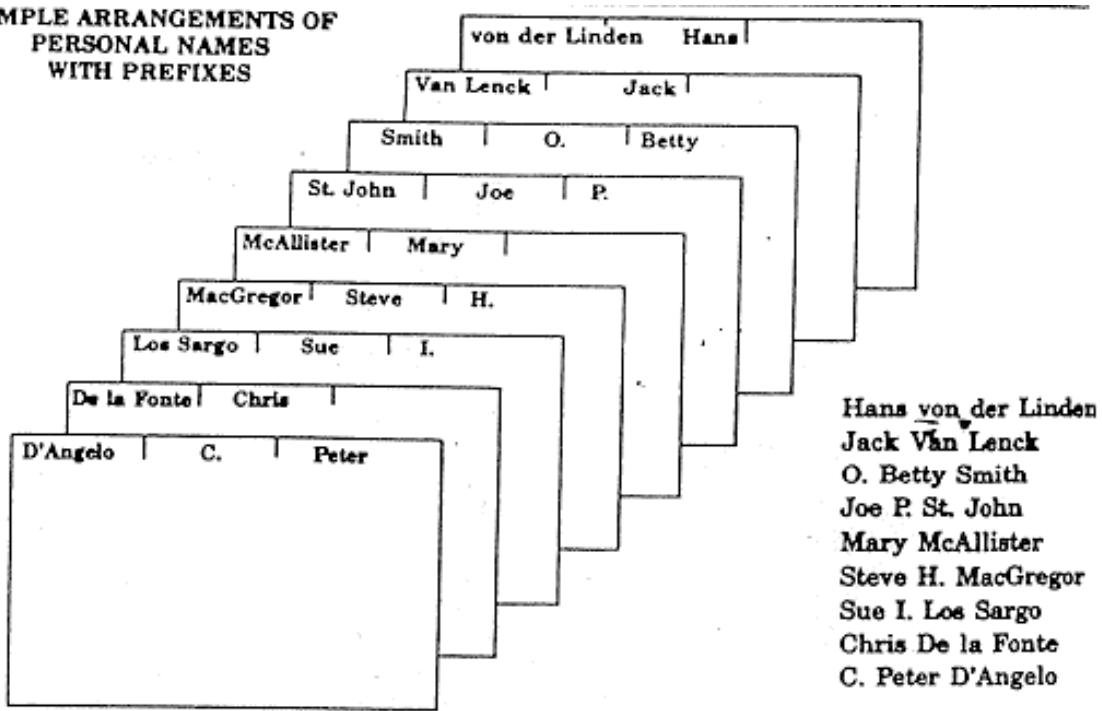 MPLE ARRANGEMENTS OF
PERSONAL NAMES
WITH PREFIXES
von der Linden Hans
Van Lenck Jack
Smith O. Betty
St. John Joe P.
McAllister Mary
MacGregor Steve H.
Los Sargo Sue I.
De la Fonte Chris
D'Angelo C. Peter
Hans von der Linden
Jack Van Lenck
O. Betty Smith
Joe P. St. John
Mary McAllister
Steve H. MacGregor
Sue I. Los Sargo
Chris De la Fonte
C. Peter D'Angelo